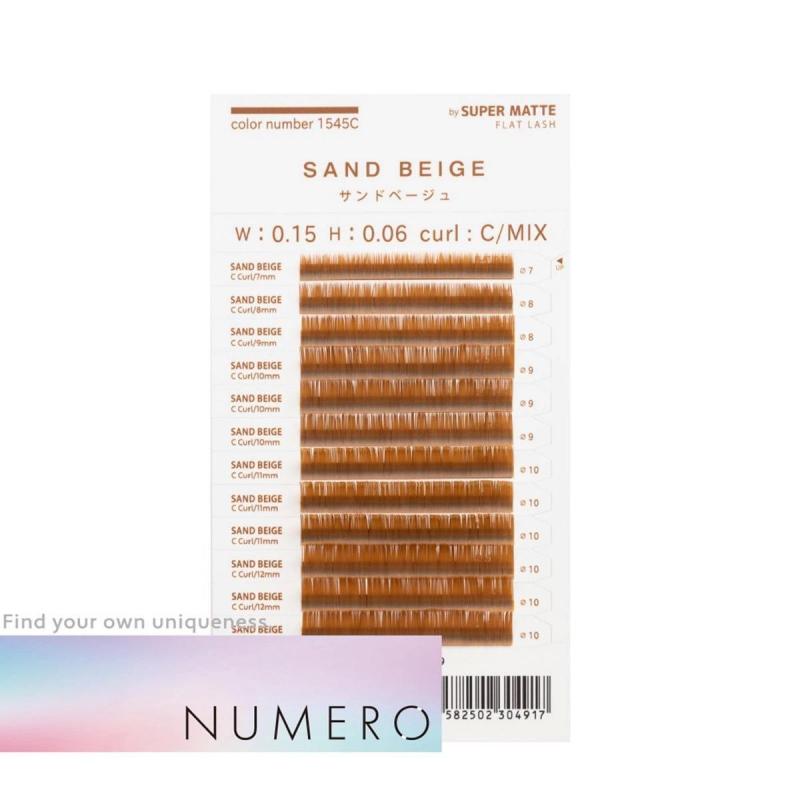 color number 1545C
by SUPER MATTE
FLAT LASH
SAND BEIGE
サンドベージュ
W : 0.15 H : 0.06 curl : C/MIX
UP
SAND BEIGE
C Curl/7mm
⌀ 7
SAND BEIGE
C Curl/8mm
⌀ 8
SAND BEIGE
C Curl/9mm
⌀ 8
SAND BEIGE
C Curl/10mm
⌀ 9
SAND BEIGE
C Curl/10mm
⌀ 9
SAND BEIGE
C Curl/10mm
⌀ 9
SAND BEIGE
C Curl/11mm
⌀ 10
SAND BEIGE
C Curl/11mm
⌀ 10
SAND BEIGE
C Curl/11mm
⌀ 10
SAND BEIGE
C Curl/12mm
⌀ 10
SAND BEIGE
C Curl/12mm
⌀ 10
SAND BEIGE
⌀ 10
Find your own uniqueness.
NUMERO
9
582502 304917